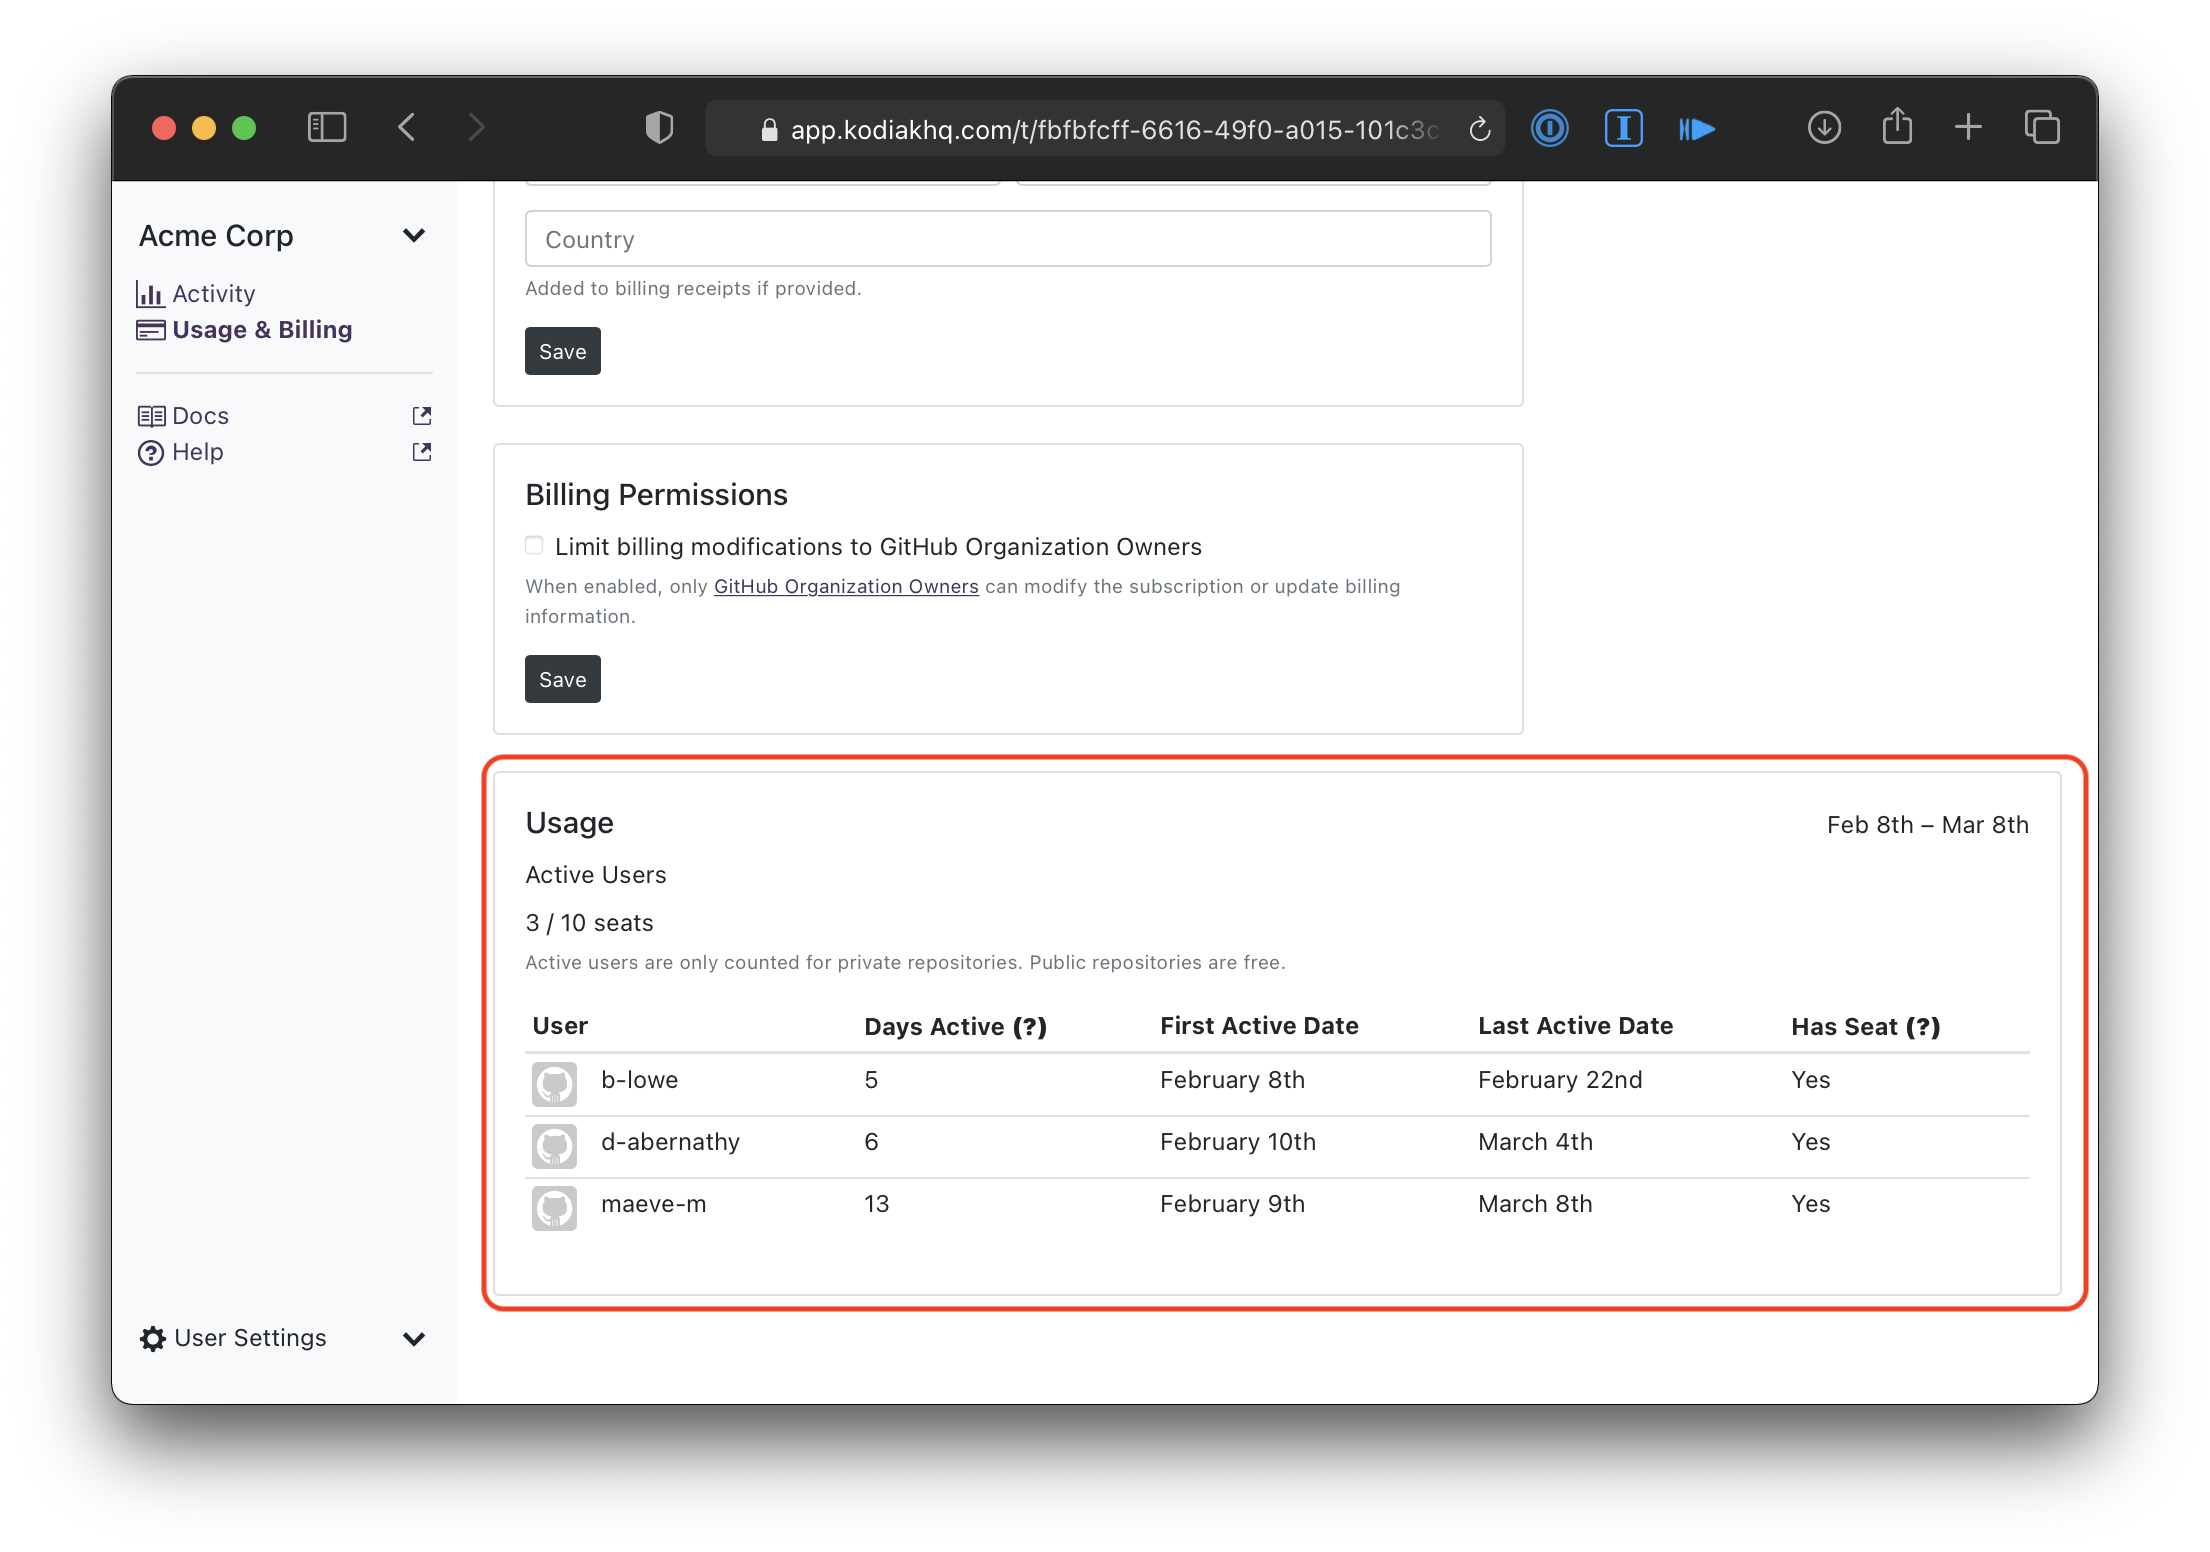 app.kodiakhq.com/t/fbfbfcff-6616-49f0-a015-101c3c
Acme Corp
Activity
Usage & Billing
Docs
Help
User Settings
Country
Added to billing receipts if provided.
Save
Billing Permissions
Limit billing modifications to GitHub Organization Owners
When enabled, only GitHub Organization Owners can modify the subscription or update billing
information.
Save
Usage
Feb 8th – Mar 8th
Active Users
3 / 10 seats
Active users are only counted for private repositories. Public repositories are free.
User Days Active (?) First Active Date Last Active Date Has Seat (?)
b-lowe 5 February 8th February 22nd Yes
d-abernathy 6 February 10th March 4th Yes
maeve-m 13 February 9th March 8th Yes